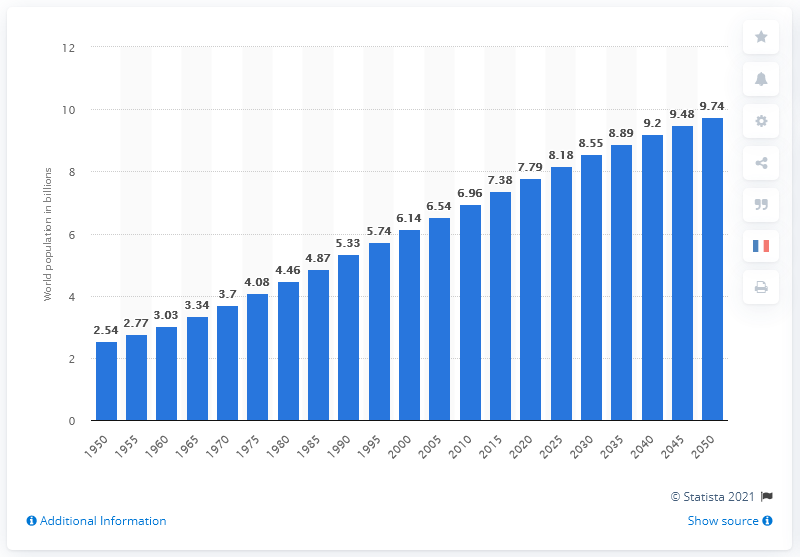 12
10
8
6
4
2
0
World population in billions
2.54 2.77 3.03 3.34 3.7 4.08 4.46 4.87 5.33 5.74 6.14 6.54 6.96 7.38 7.79 8.18 8.55 8.89 9.2 9.48 9.74
1950 1955 1960 1965 1970 1975 1980 1985 1990 1995 2000 2005 2010 2015 2020 2025 2030 2035 2040 2045 2050
© Statista 2021
Additional Information
Show source